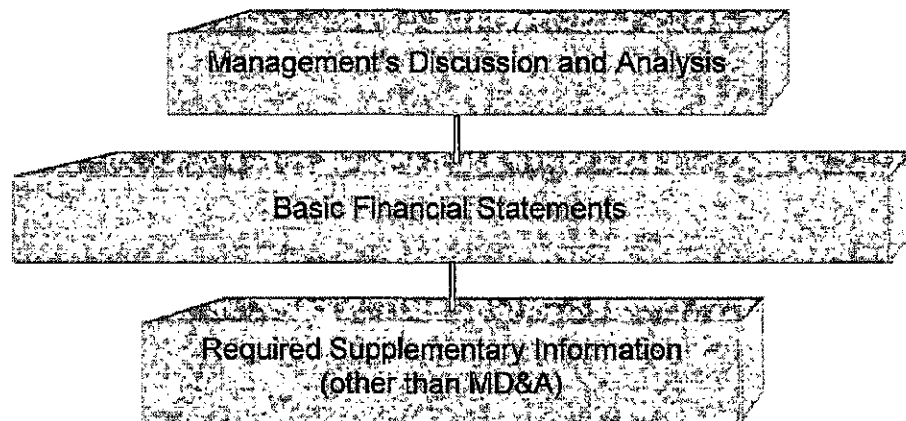 Management's Discussion and Analysis
Basic Financial Statements
Required Supplementary Information
(other than MD&A)